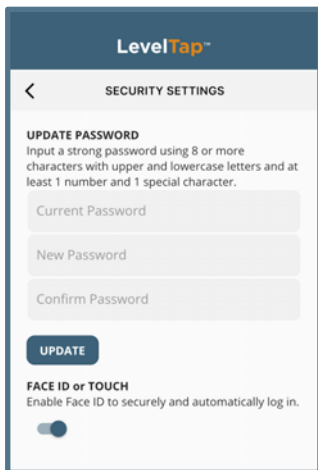 LevelTap™
SECURITY SETTINGS
UPDATE PASSWORD
Input a strong password using 8 or more
characters with upper and lowercase letters and at
least 1 number and 1 special character.
Current Password
New Password
Confirm Password
UPDATE
FACE ID or TOUCH
Enable Face ID to securely and automatically log in.